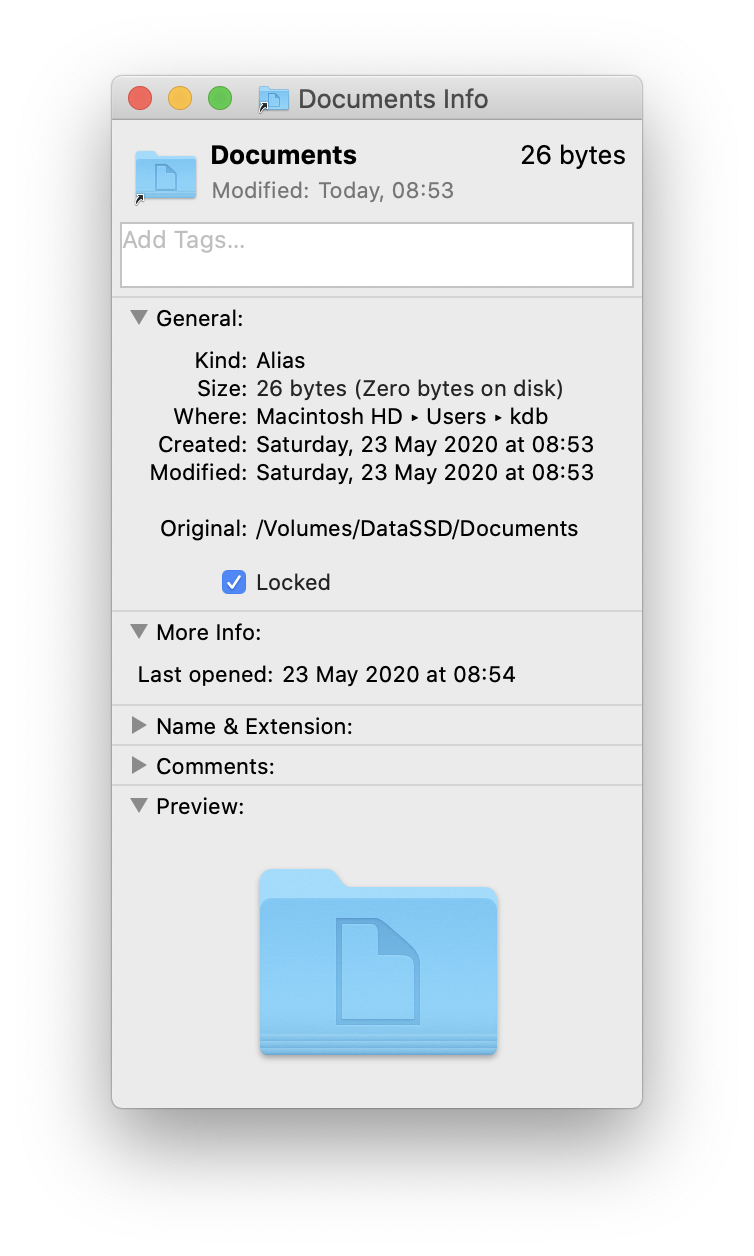 Documents Info
Documents 26 bytes
Modified: Today, 08:53
Add Tags...
General:
Kind: Alias
Size: 26 bytes (Zero bytes on disk)
Where: Macintosh HD ▸ Users ▸ kdb
Created: Saturday, 23 May 2020 at 08:53
Modified: Saturday, 23 May 2020 at 08:53
Original: /Volumes/DataSSD/Documents
Locked
More Info:
Last opened: 23 May 2020 at 08:54
Name & Extension:
Comments:
Preview: